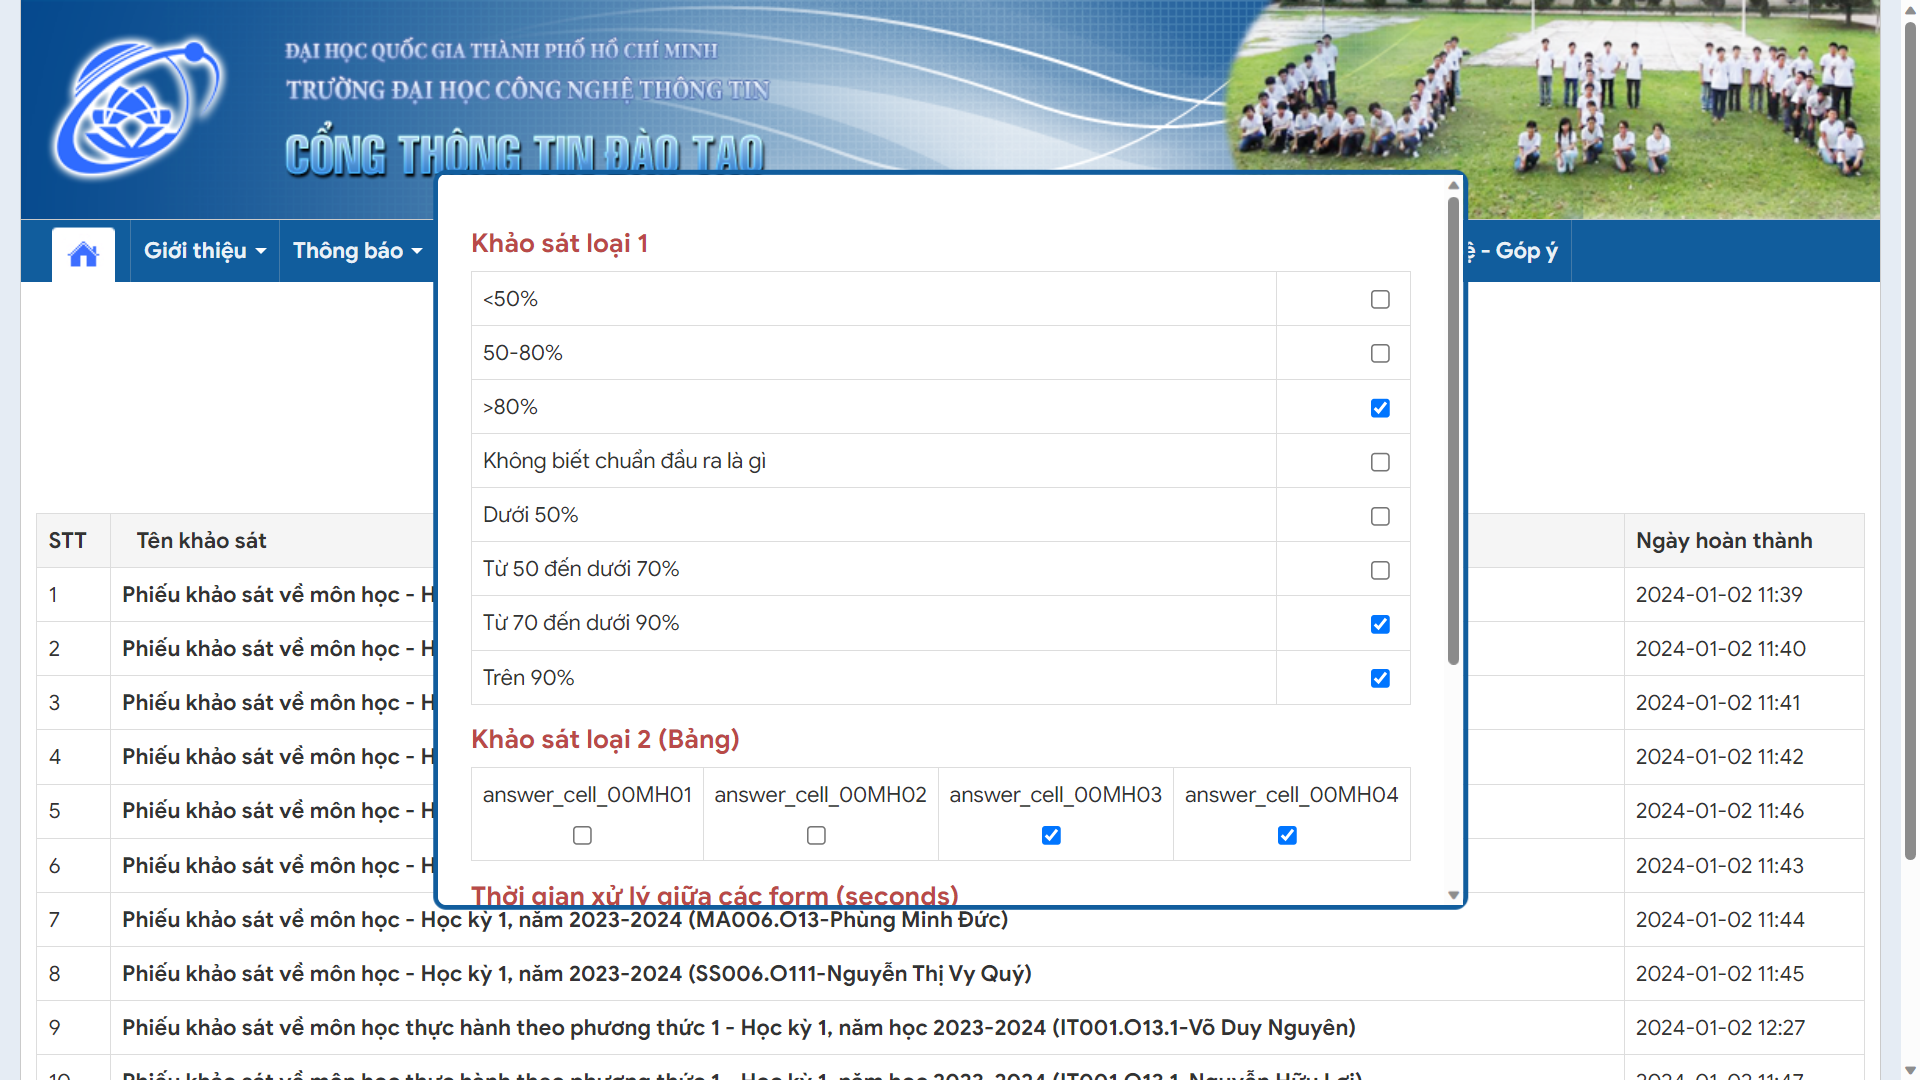 ĐẠI HỌC QUỐC GIA THÀNH PHỐ HỒ CHÍ MINH
TRƯỜNG ĐẠI HỌC CÔNG NGHỆ THÔNG TIN
CỔNG THÔNG TIN ĐÀO TẠO
Giới thiệu
Thông báo
ệ - Góp ý
Khảo sát loại 1
<50%
50-80%
>80%
Không biết chuẩn đầu ra là gì
Dưới 50%
Từ 50 đến dưới 70%
Từ 70 đến dưới 90%
Trên 90%
Khảo sát loại 2 (Bảng)
answer_cell_00MH01 answer_cell_00MH02 answer_cell_00MH03 answer_cell_00MH04
Thời gian xử lý giữa các form (seconds)
STT Tên khảo sát Ngày hoàn thành
1 Phiếu khảo sát về môn học - H 2024-01-02 11:39
2 Phiếu khảo sát về môn học - H 2024-01-02 11:40
3 Phiếu khảo sát về môn học - H 2024-01-02 11:41
4 Phiếu khảo sát về môn học - H 2024-01-02 11:42
5 Phiếu khảo sát về môn học - H 2024-01-02 11:46
6 Phiếu khảo sát về môn học - H 2024-01-02 11:43
7 Phiếu khảo sát về môn học - Học kỳ 1, năm 2023-2024 (MA006.O13-Phùng Minh Đức) 2024-01-02 11:44
8 Phiếu khảo sát về môn học - Học kỳ 1, năm 2023-2024 (SS006.O111-Nguyễn Thị Vy Quý) 2024-01-02 11:45
9 Phiếu khảo sát về môn học thực hành theo phương thức 1 - Học kỳ 1, năm học 2023-2024 (IT001.O13.1-Võ Duy Nguyên) 2024-01-02 12:27
10 Phiếu khảo sát về môn học thực hành theo phương thức 1 - Học kỳ 1, năm học 2023-2024 (IT001.O13.1-Nguyễn Hữu Lợi) 2024-01-02 11:47